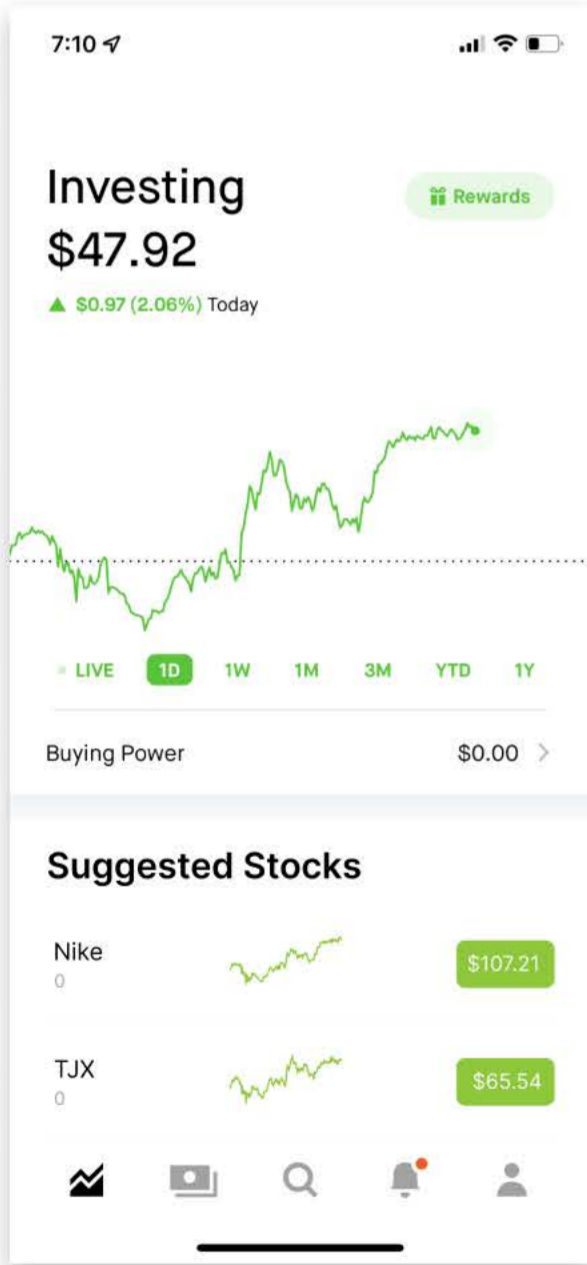 7:10
Investing
Rewards
$47.92
$0.97 (2.06%) Today
LIVE 1D 1W 1M 3M YTD 1Y
Buying Power $0.00
Suggested Stocks
Nike
0
$107.21
TJX
0
$65.54